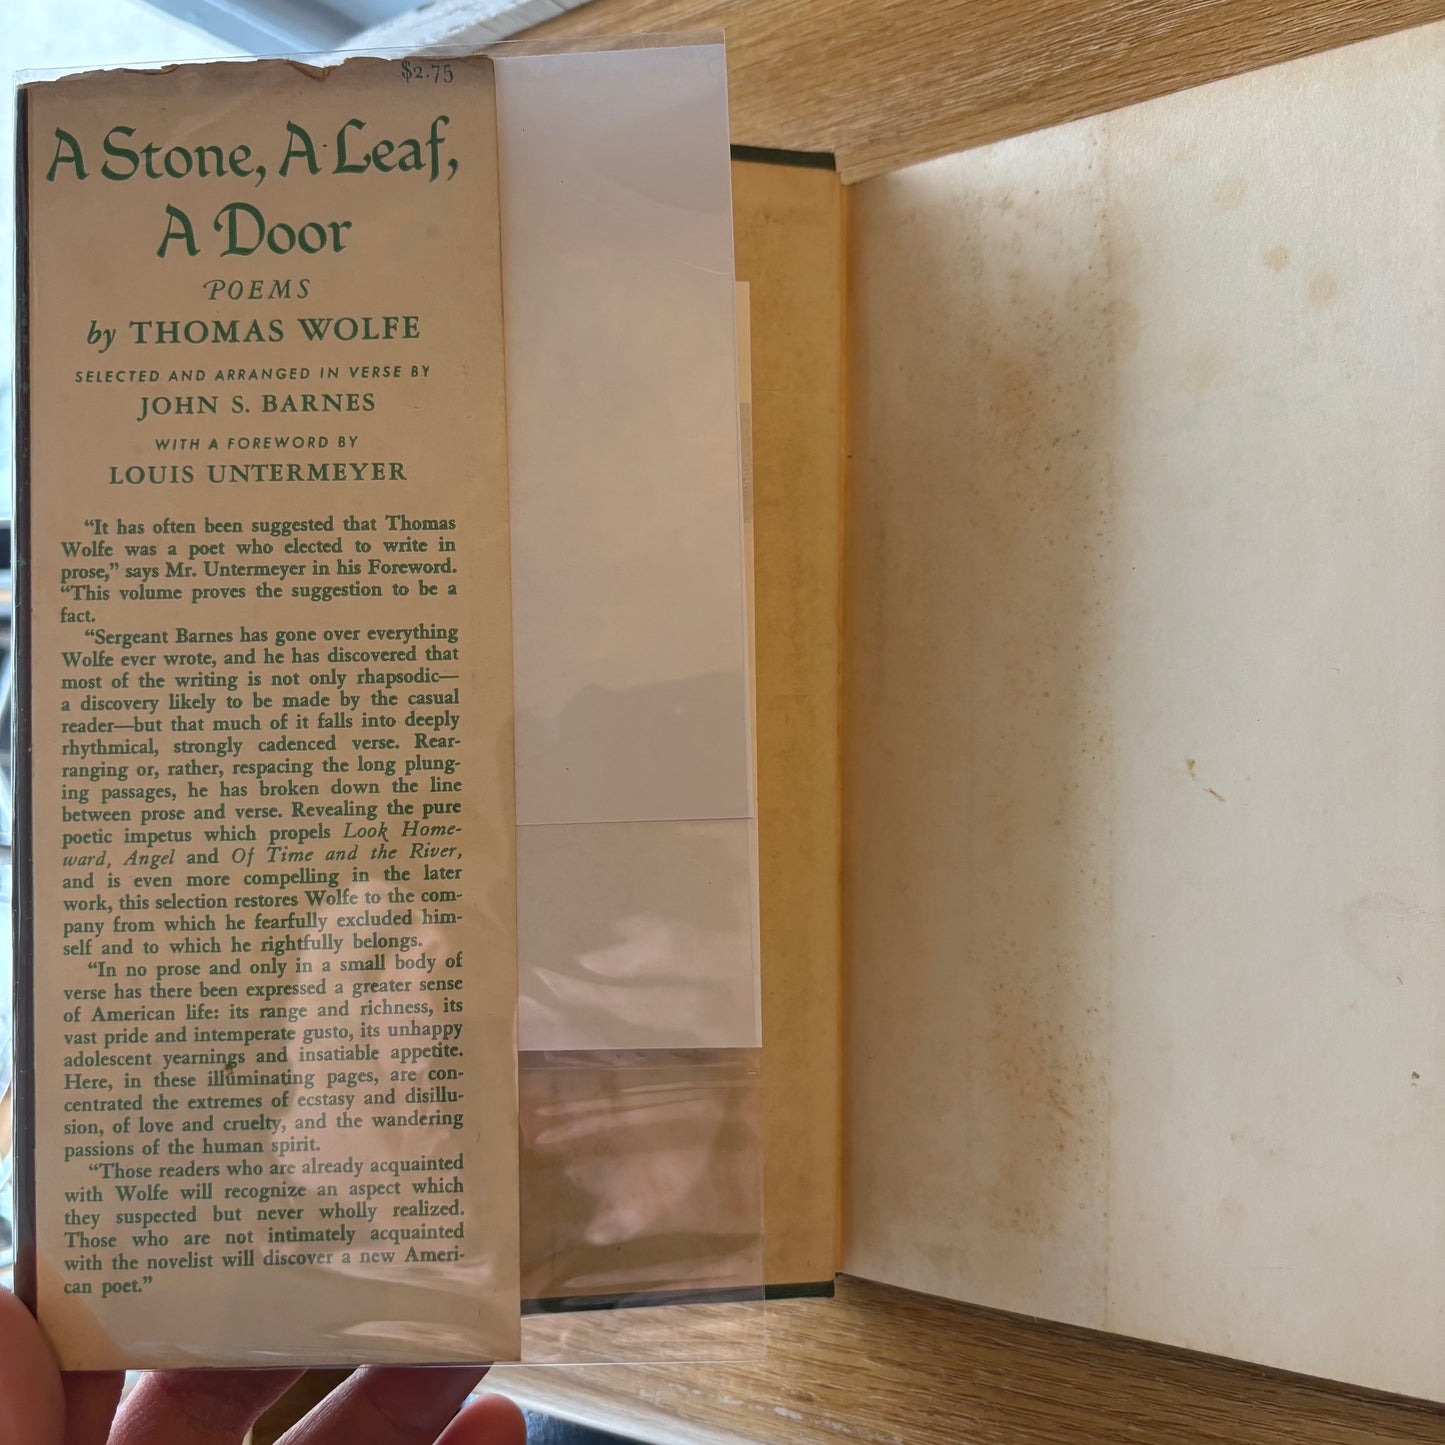 $2.75
A Stone, A Leaf,
A Door
POEMS
by THOMAS WOLFE
SELECTED AND ARRANGED IN VERSE BY
JOHN S. BARNES
WITH A FOREWORD BY
LOUIS UNTERMEYER
“It has often been suggested that Thomas
Wolfe was a poet who elected to write in
prose,” says Mr. Untermeyer in his Foreword.
“This volume proves the suggestion to be a
fact.
“Sergeant Barnes has gone over everything
Wolfe ever wrote, and he has discovered that
most of the writing is not only rhapsodic—
a discovery likely to be made by the casual
reader—but that much of it falls into deeply
rhythmical, strongly cadenced verse. Rear-
ranging or, rather, respacing the long plung-
ing passages, he has broken down the line
between prose and verse. Revealing the pure
poetic impetus which propels Look Home-
ward, Angel and Of Time and the River,
and is even more compelling in the later
work, this selection restores Wolfe to the com-
pany from which he fearfully excluded him-
self and to which he rightfully belongs.
“In no prose and only in a small body of
verse has there been expressed a greater sense
of American life: its range and richness, its
vast pride and intemperate gusto, its unhappy
adolescent yearnings and insatiable appetite.
Here, in these illuminating pages, are con-
centrated the extremes of ecstasy and disillu-
sion, of love and cruelty, and the wandering
passions of the human spirit.
“Those readers who are already acquainted
with Wolfe will recognize an aspect which
they suspected but never wholly realized.
Those who are not intimately acquainted
with the novelist will discover a new Ameri-
can poet.”